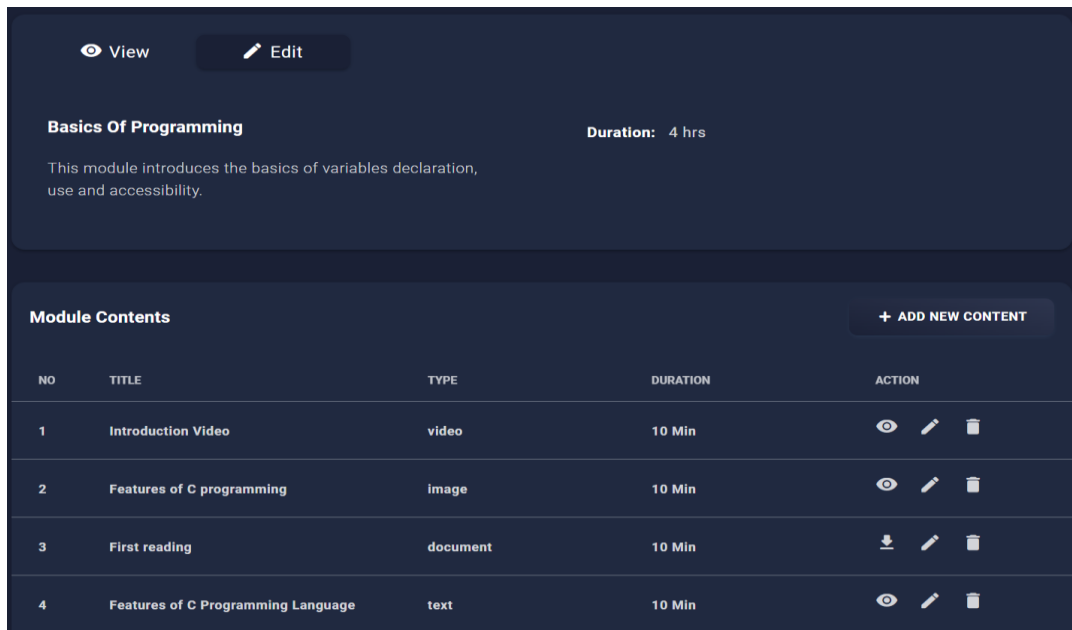 View
Edit
Basics Of Programming
Duration: 4 hrs
This module introduces the basics of variables declaration,
use and accessibility.
Module Contents
+ ADD NEW CONTENT
NO TITLE TYPE DURATION ACTION
1 Introduction Video video 10 Min
2 Features of C programming image 10 Min
3 First reading document 10 Min
4 Features of C Programming Language text 10 Min